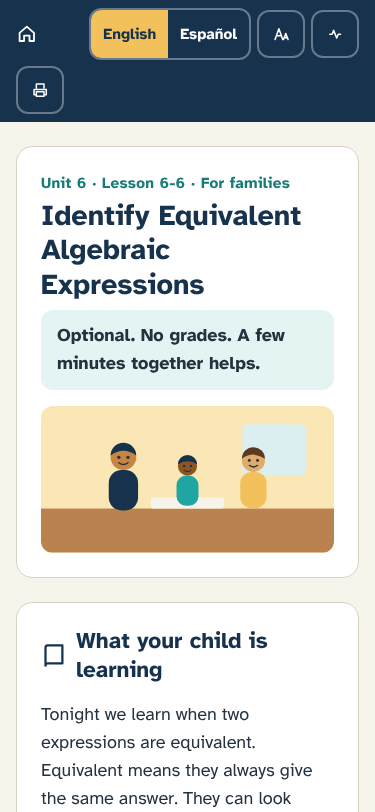 English Español
Unit 6 · Lesson 6-6 · For families
Identify Equivalent
Algebraic
Expressions
Optional. No grades. A few
minutes together helps.
What your child is
learning
Tonight we learn when two
expressions are equivalent.
Equivalent means they always give
the same answer. They can look